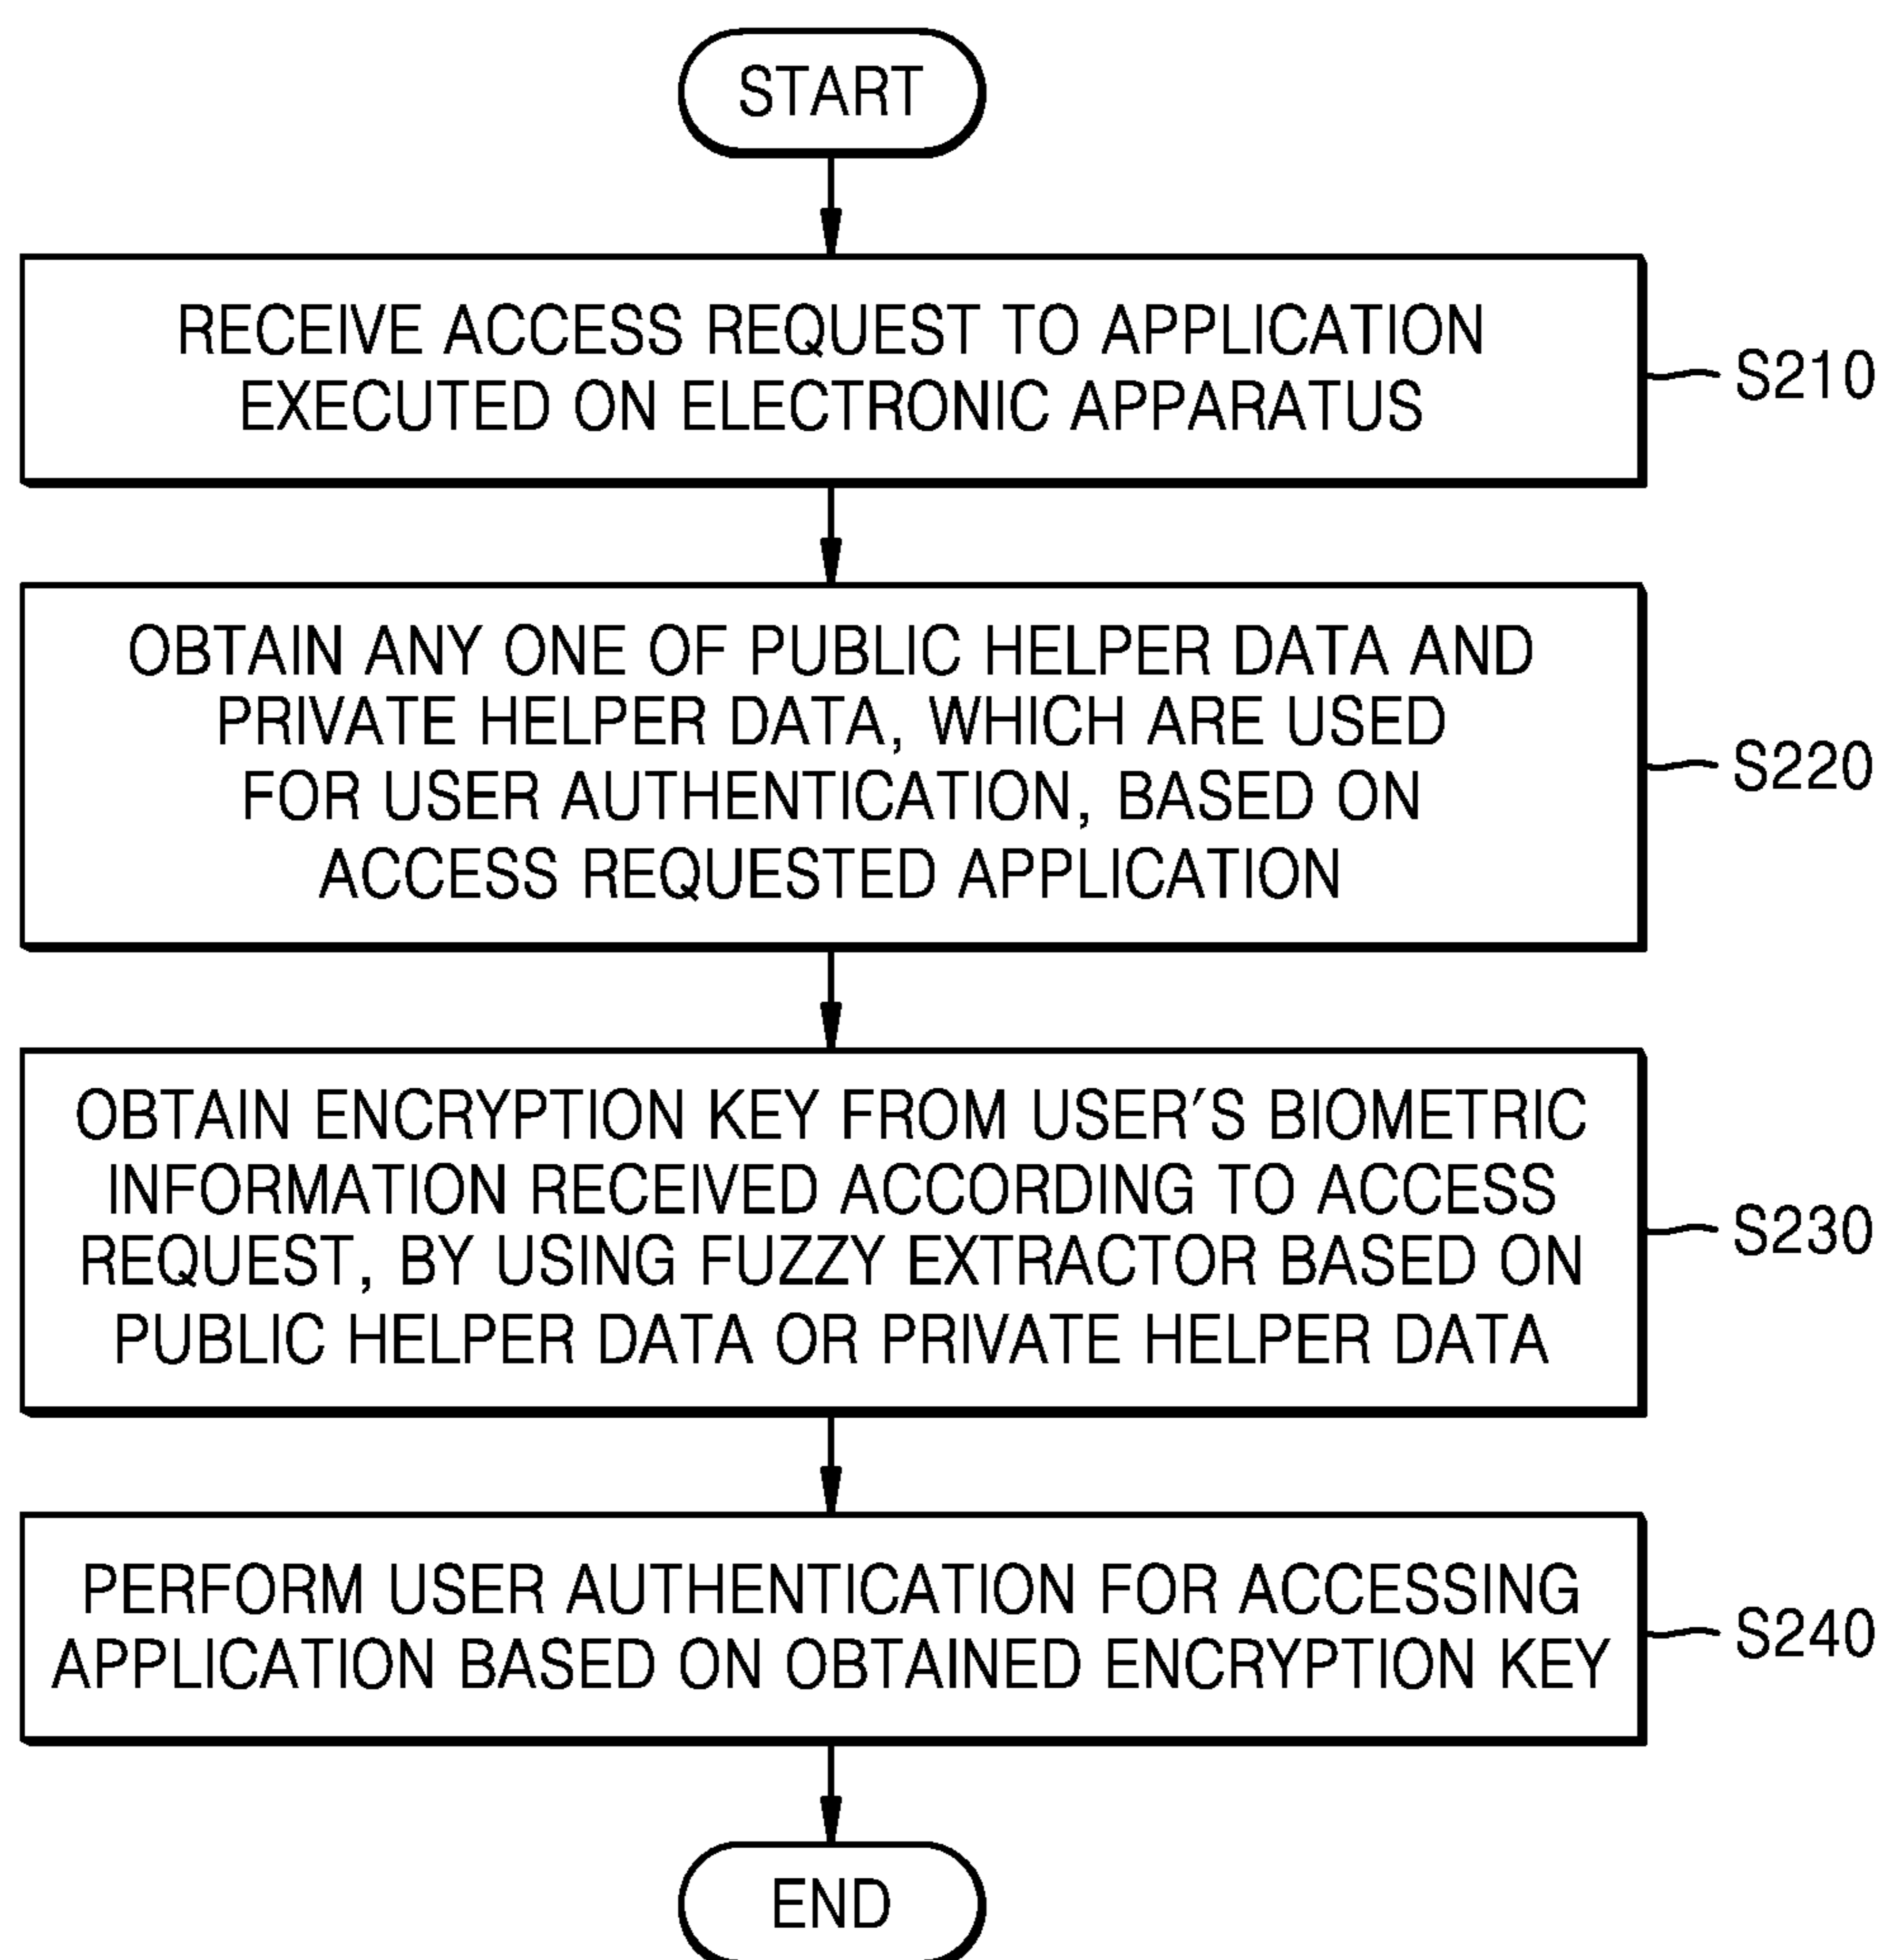 START
RECEIVE ACCESS REQUEST TO APPLICATION
EXECUTED ON ELECTRONIC APPARATUS
S210
OBTAIN ANY ONE OF PUBLIC HELPER DATA AND
PRIVATE HELPER DATA, WHICH ARE USED
FOR USER AUTHENTICATION, BASED ON
ACCESS REQUESTED APPLICATION
S220
OBTAIN ENCRYPTION KEY FROM USER'S BIOMETRIC
INFORMATION RECEIVED ACCORDING TO ACCESS
REQUEST, BY USING FUZZY EXTRACTOR BASED ON
PUBLIC HELPER DATA OR PRIVATE HELPER DATA
S230
PERFORM USER AUTHENTICATION FOR ACCESSING
APPLICATION BASED ON OBTAINED ENCRYPTION KEY
S240
END